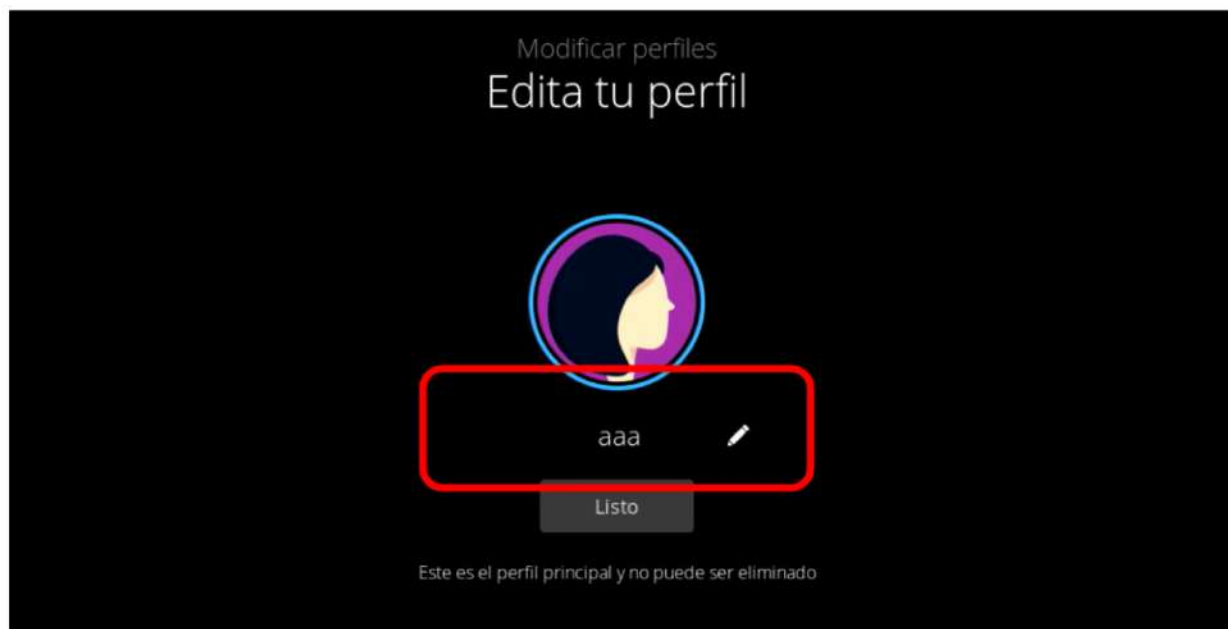 Modificar perfiles
Edita tu perfil
aaa
Listo
Este es el perfil principal y no puede ser eliminado